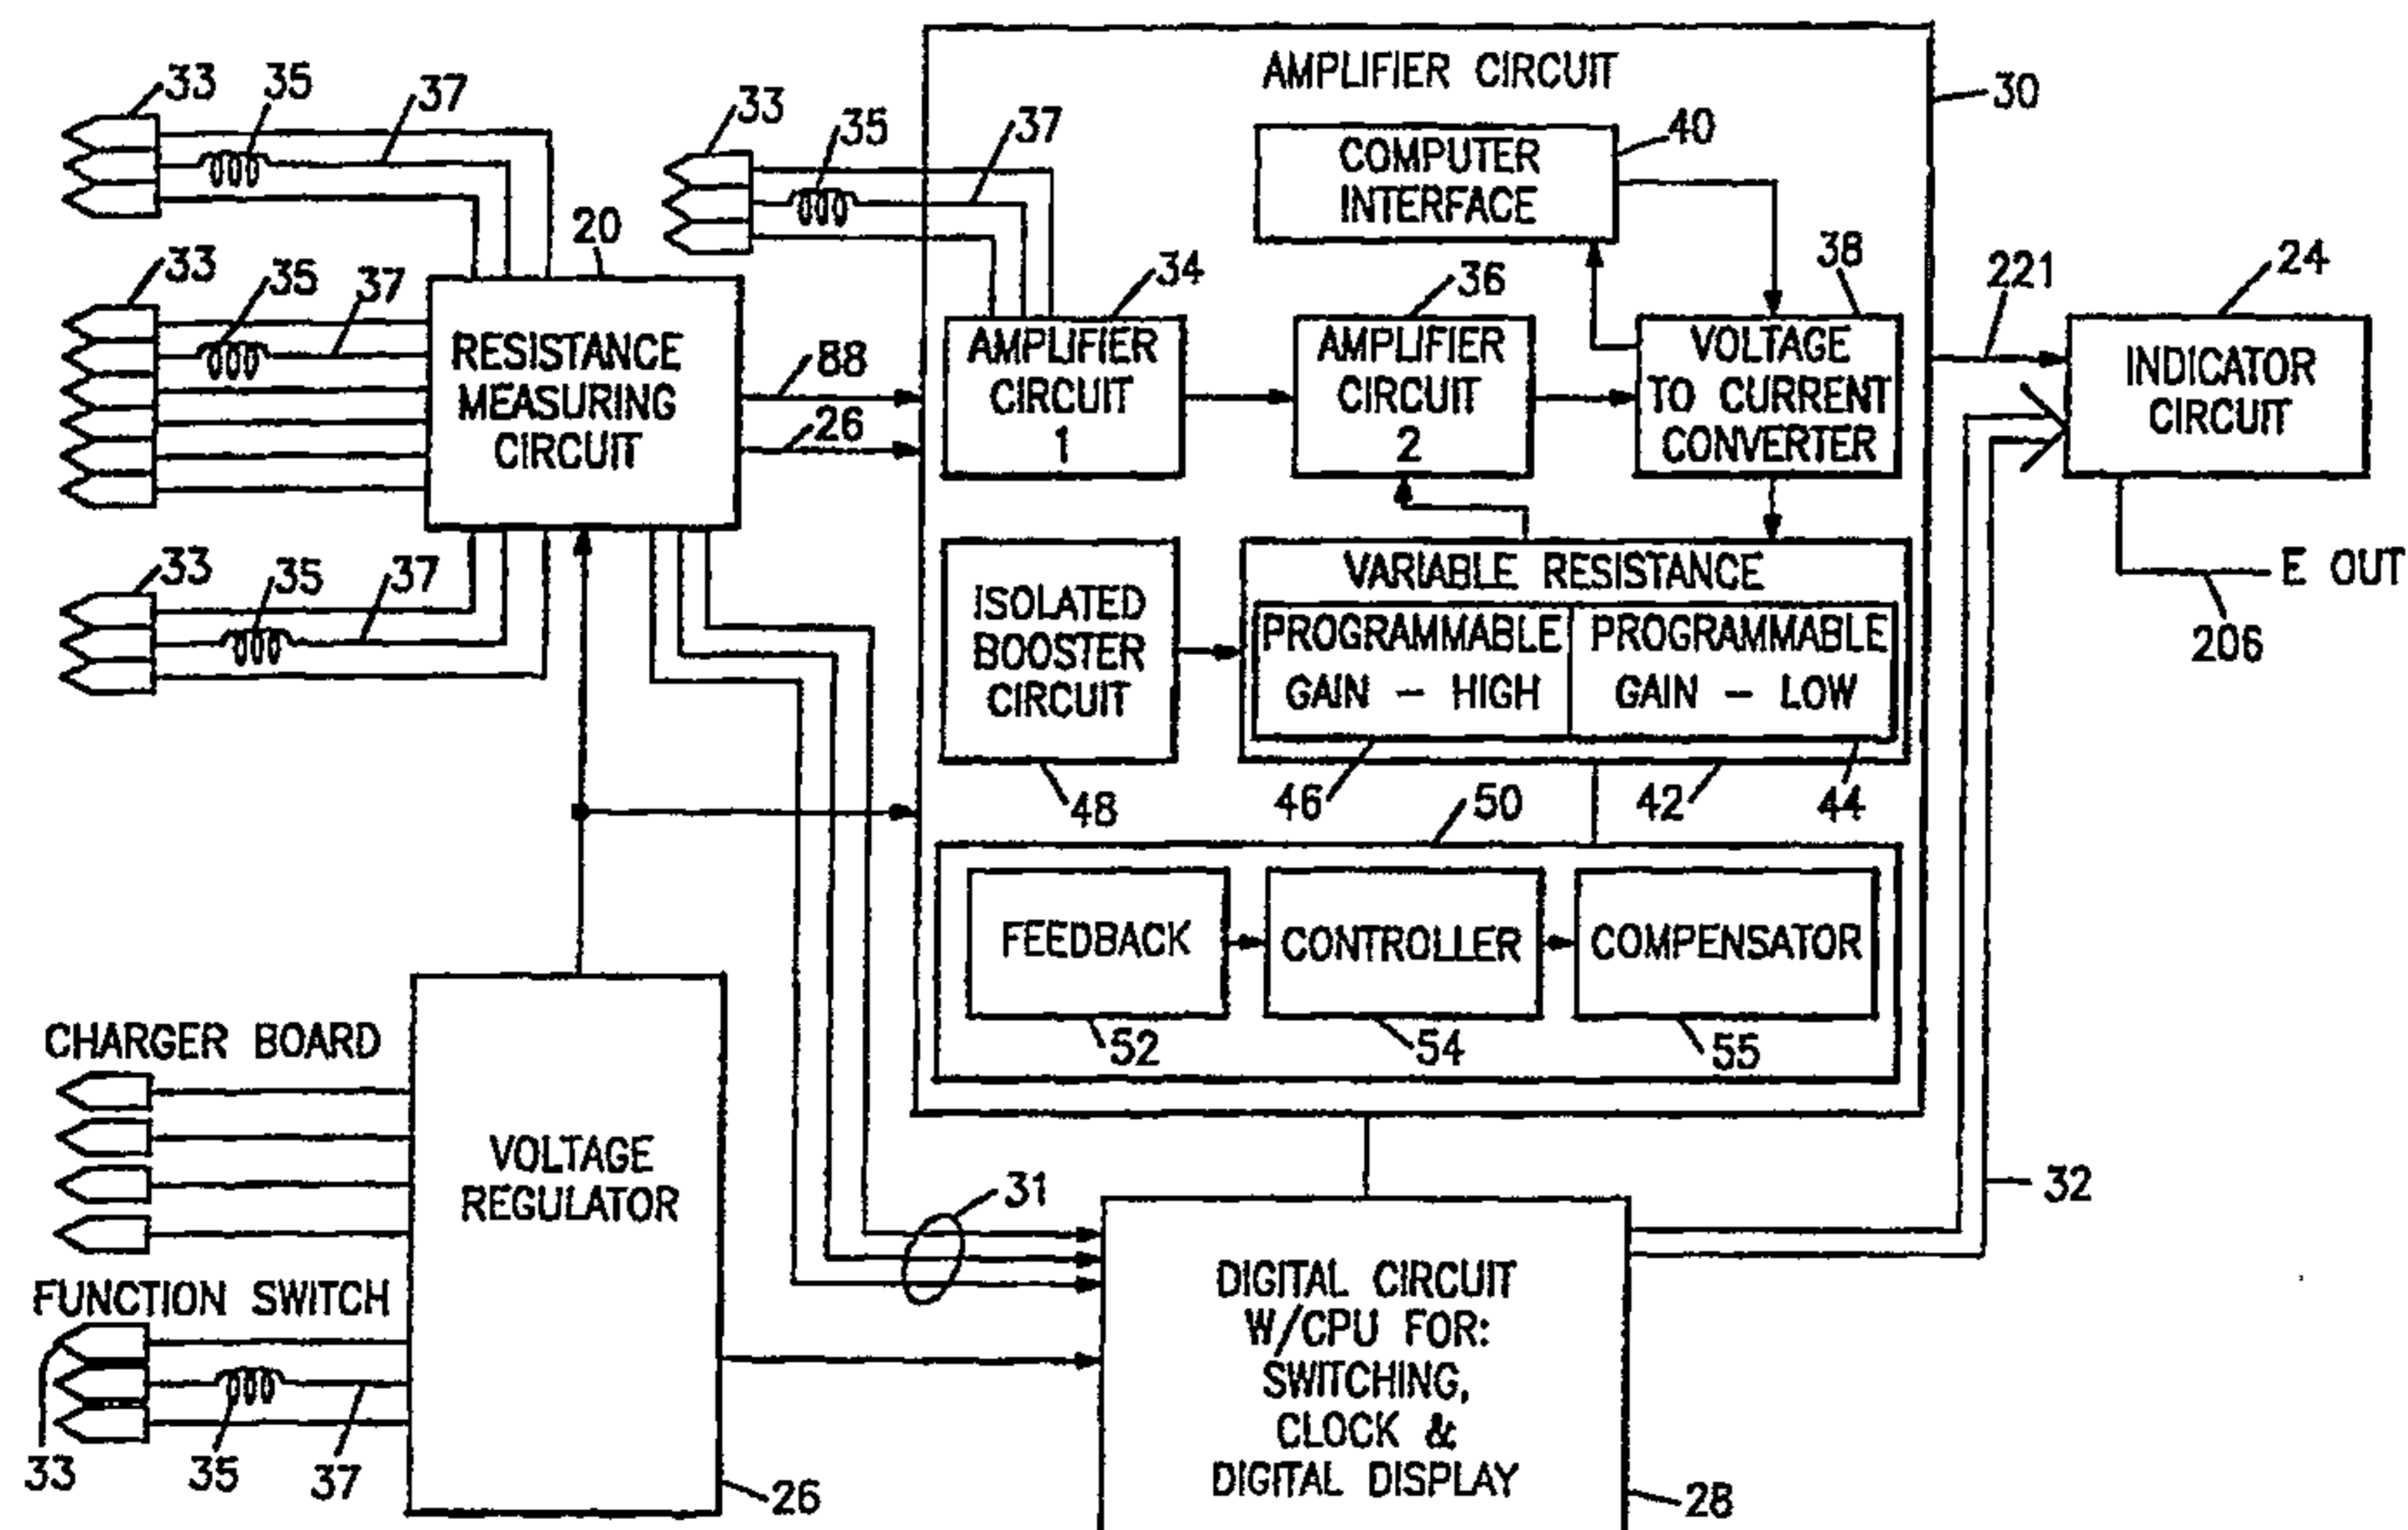 AMPLIFIER CIRCUIT
30
33
35
37
33
35
37
40
COMPUTER
INTERFACE
20
33
35
37
34
36
38
221
24
RESISTANCE
MEASURING
CIRCUIT
88
26
AMPLIFIER
CIRCUIT
1
AMPLIFIER
CIRCUIT
2
VOLTAGE
TO CURRENT
CONVERTER
INDICATOR
CIRCUIT
33
35
37
ISOLATED
BOOSTER
CIRCUIT
VARIABLE RESISTANCE
PROGRAMMABLE
GAIN - HIGH
PROGRAMMABLE
GAIN - LOW
E OUT
206
48
46
42
44
50
FEEDBACK
CONTROLLER
COMPENSATOR
52
54
55
CHARGER BOARD
VOLTAGE
REGULATOR
31
32
FUNCTION SWITCH
DIGITAL CIRCUIT
W/CPU FOR:
SWITCHING,
CLOCK &
DIGITAL DISPLAY
33
35
37
26
28